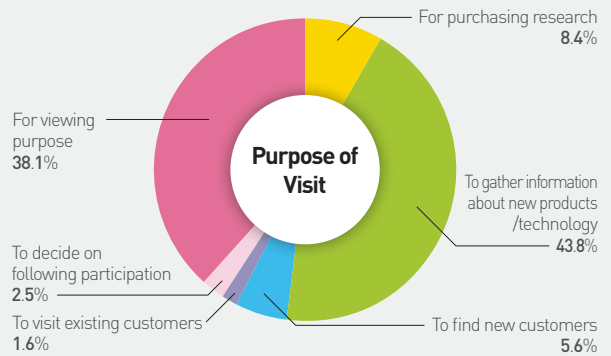 Purpose of
Visit
For purchasing research
8.4%
To gather information
about new products
/technology
43.8%
To find new customers
5.6%
To visit existing customers
1.6%
To decide on
following participation
2.5%
For viewing
purpose
38.1%